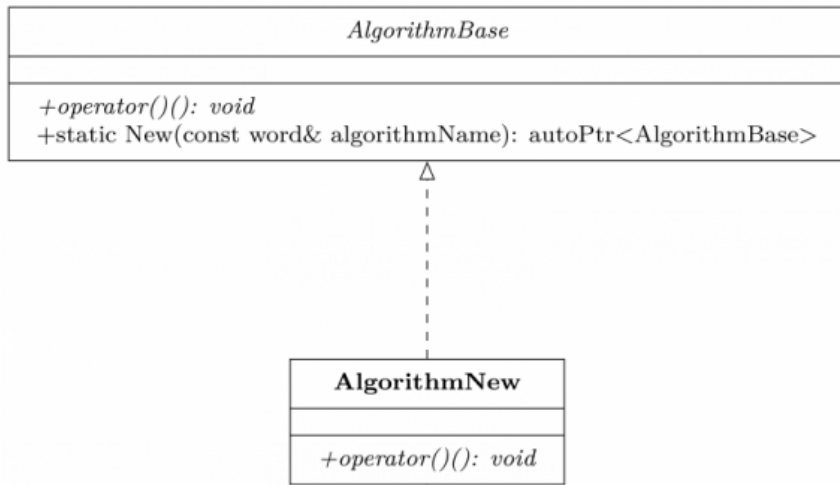 AlgorithmBase
+operator()(): void
+static New(const word& algorithmName): autoPtr<AlgorithmBase>
AlgorithmNew
+operator()(): void